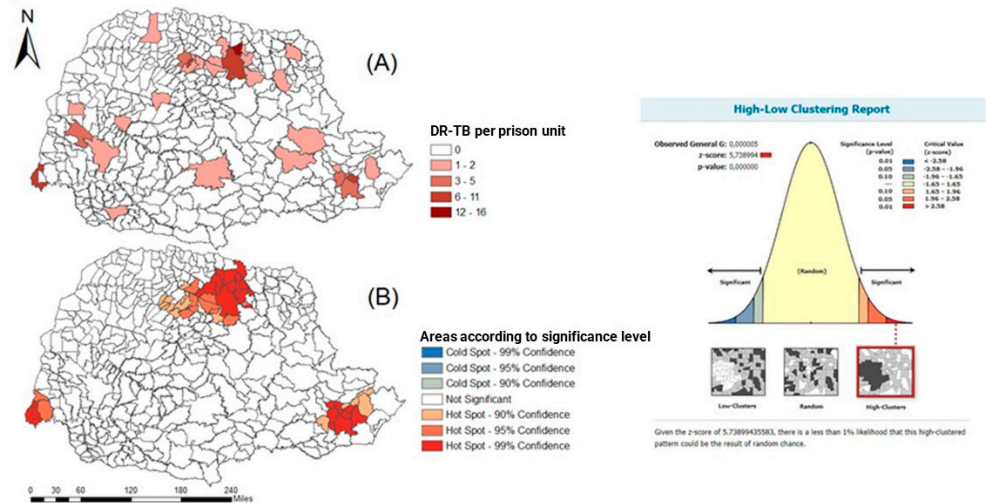 N
(A)
DR-TB per prison unit
0
1 - 2
3 - 5
6 - 11
12 - 16
(B)
Areas according to significance level
Cold Spot - 99% Confidence
Cold Spot - 95% Confidence
Cold Spot - 90% Confidence
Not Significant
Hot Spot - 90% Confidence
Hot Spot - 95% Confidence
Hot Spot - 99% Confidence
0 30 60 120 180 240
Miles
High-Low Clustering Report
Observed General G: 0,000005
z-score: 5,738994
p-value: 0,000000
Significance Level
(p-value)
Critical Value
(z-score)
0.01 < -2.58
0.05 -2.58 - -1.96
0.10 -1.96 - -1.65
— -1.65 - 1.65
0.10 1.65 - 1.96
0.05 1.96 - 2.58
0.01 > 2.58
Significant
(Random)
Significant
Low-Clusters
Random
High-Clusters
Given the z-score of 5.73899435583, there is a less than 1% likelihood that this high-clustered
pattern could be the result of random chance.